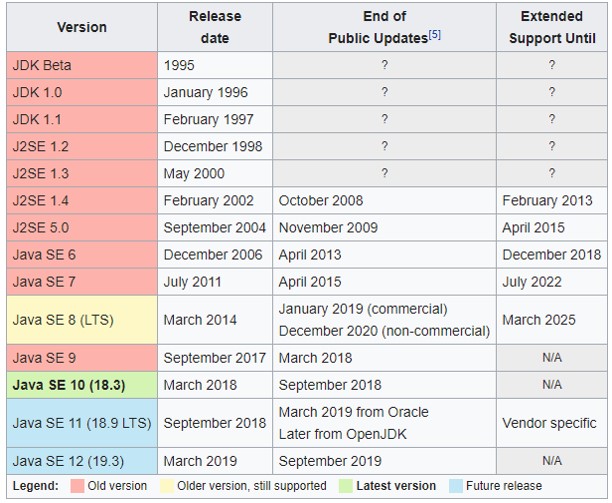 Version Release date End of Public Updates[5] Extended Support Until
JDK Beta 1995 ? ?
JDK 1.0 January 1996 ? ?
JDK 1.1 February 1997 ? ?
J2SE 1.2 December 1998 ? ?
J2SE 1.3 May 2000 ? ?
J2SE 1.4 February 2002 October 2008 February 2013
J2SE 5.0 September 2004 November 2009 April 2015
Java SE 6 December 2006 April 2013 December 2018
Java SE 7 July 2011 April 2015 July 2022
Java SE 8 (LTS) March 2014 January 2019 (commercial) December 2020 (non-commercial) March 2025
Java SE 9 September 2017 March 2018 N/A
Java SE 10 (18.3) March 2018 September 2018 N/A
Java SE 11 (18.9 LTS) September 2018 March 2019 from Oracle Later from OpenJDK Vendor specific
Java SE 12 (19.3) March 2019 September 2019 N/A
Legend: Old version Older version, still supported Latest version Future release